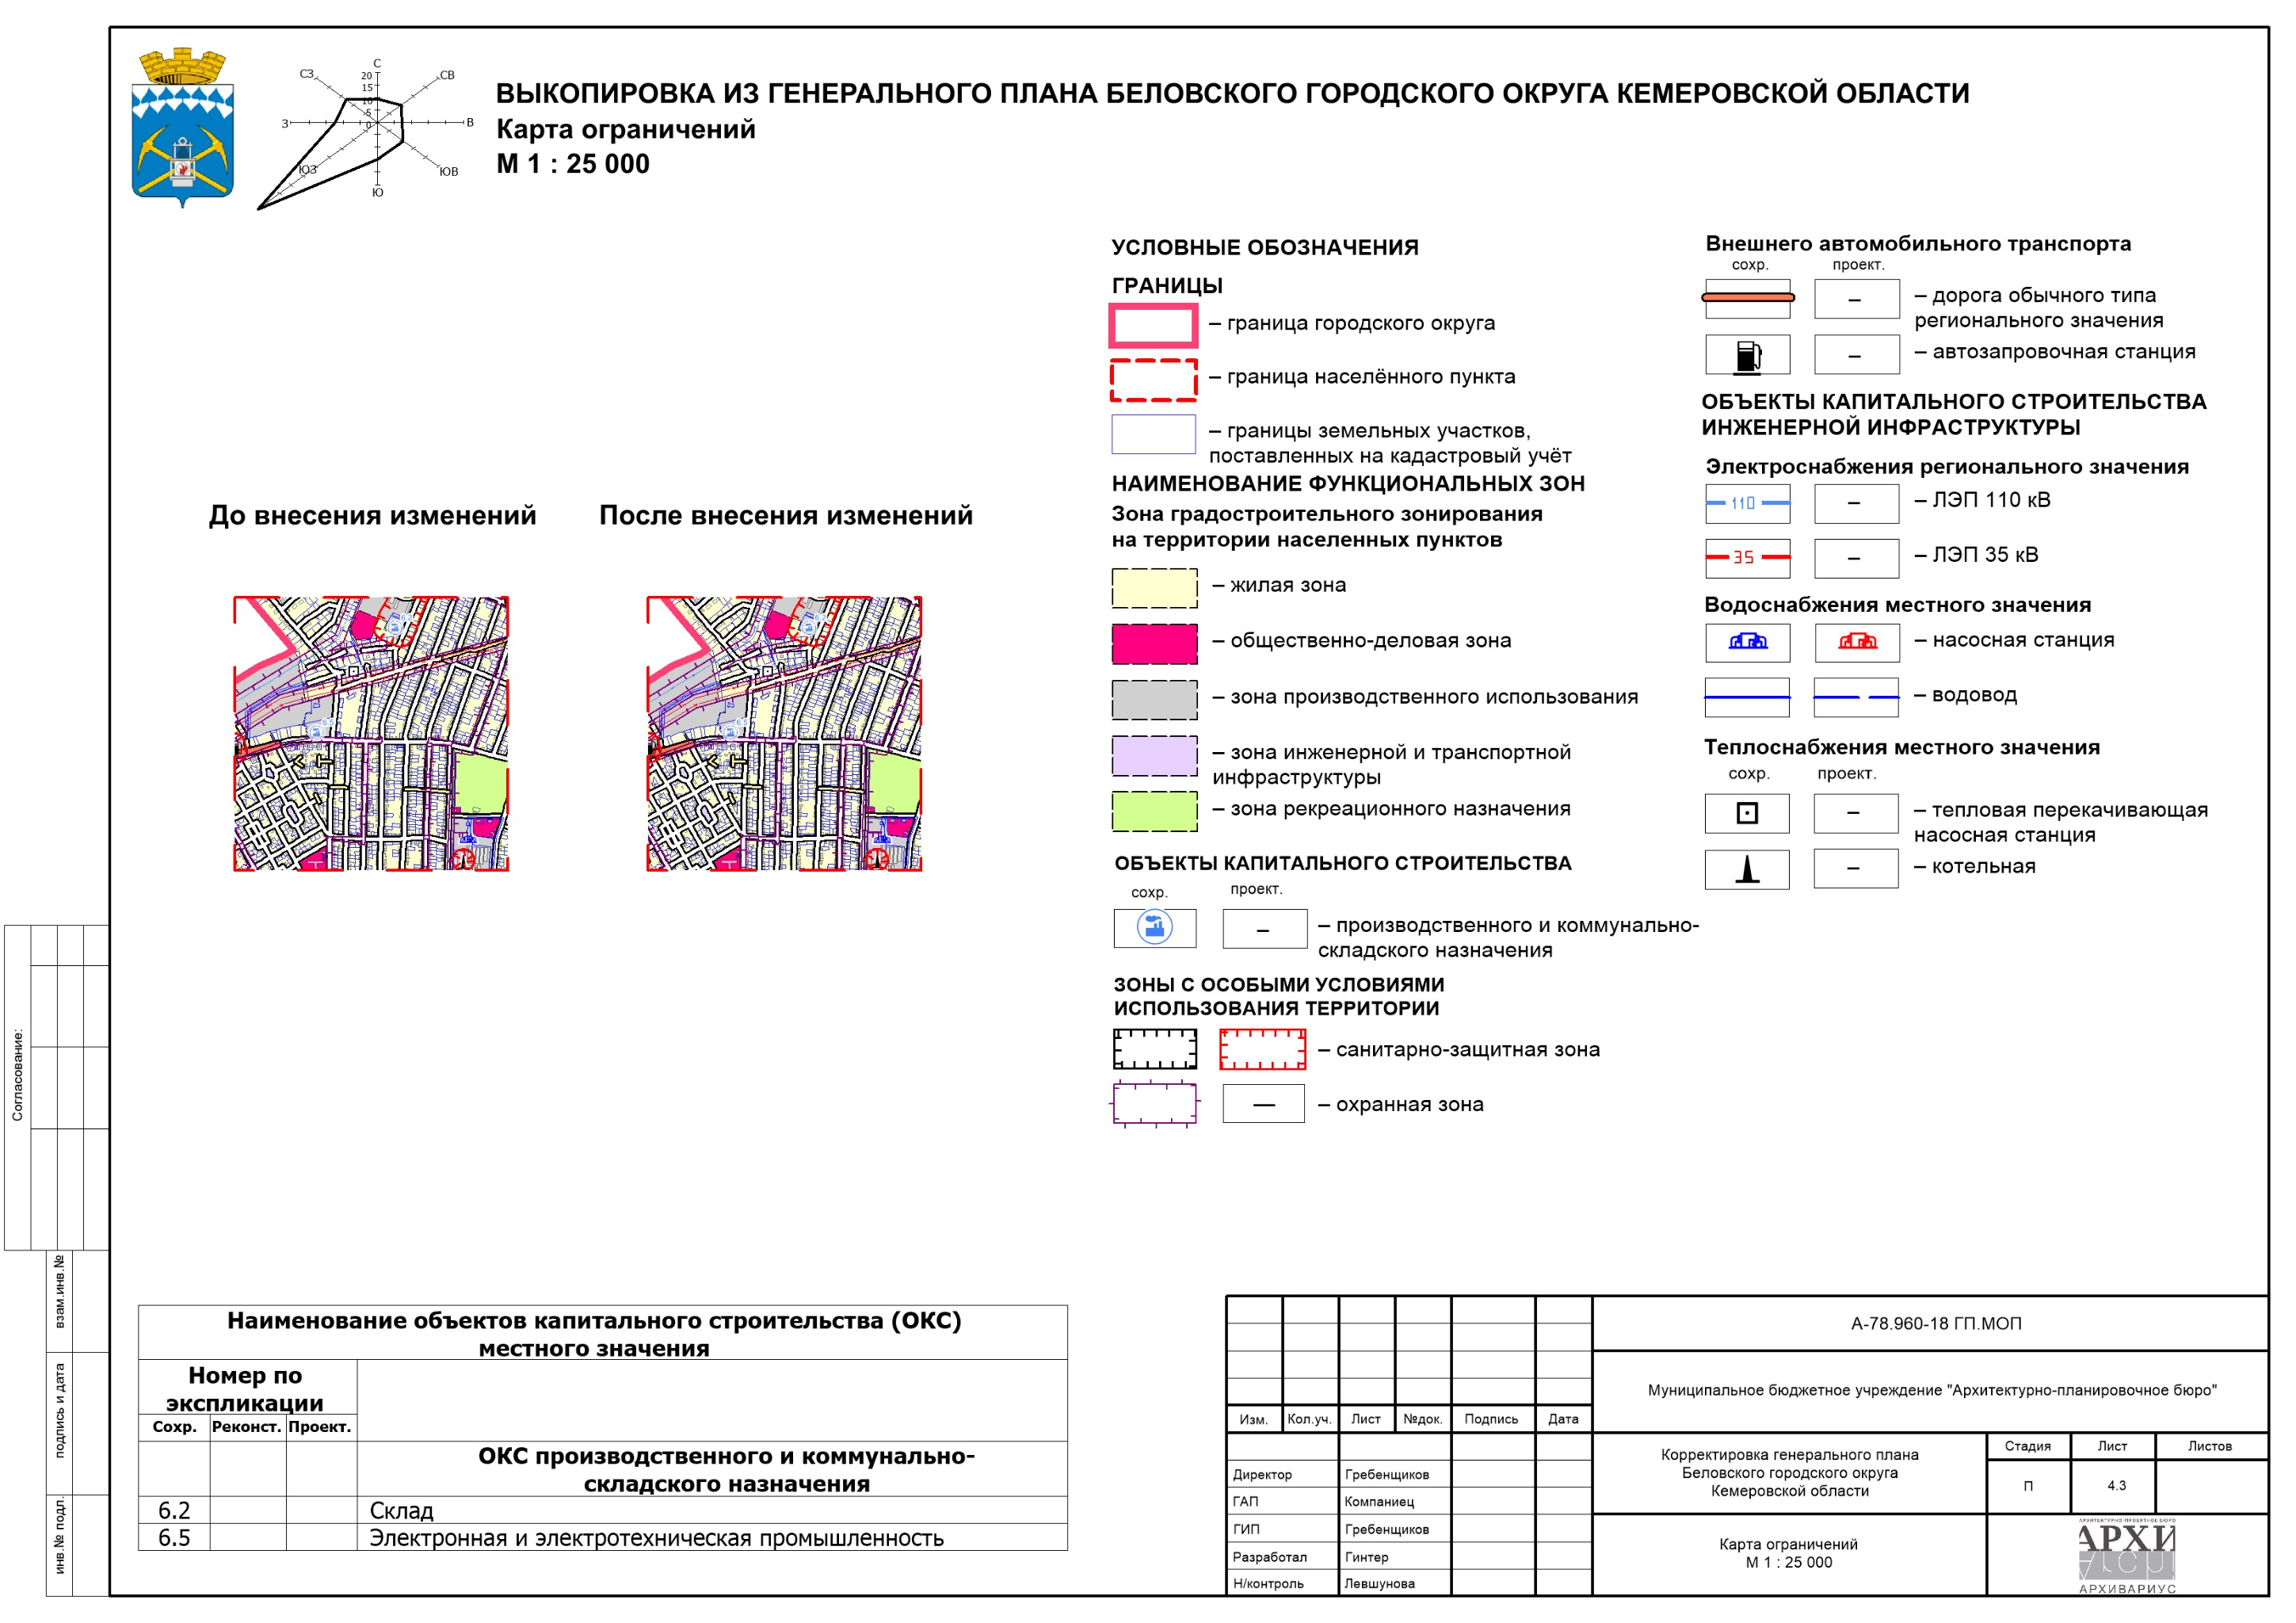 ВЫКОПИРОВКА ИЗ ГЕНЕРАЛЬНОГО ПЛАНА БЕЛОВСКОГО ГОРОДСКОГО ОКРУГА КЕМЕРОВСКОЙ ОБЛАСТИ
Карта ограничений
М 1 : 25 000
С
СВ
В
ЮВ
Ю
ЮЗ
З
СЗ
20
15
10
5
0
До внесения изменений
После внесения изменений
6.5
6.5
УСЛОВНЫЕ ОБОЗНАЧЕНИЯ
ГРАНИЦЫ
– граница городского округа
– граница населённого пункта
– границы земельных участков,
поставленных на кадастровый учёт
НАИМЕНОВАНИЕ ФУНКЦИОНАЛЬНЫХ ЗОН
Зона градостроительного зонирования
на территории населенных пунктов
– жилая зона
– общественно-деловая зона
– зона производственного использования
– зона инженерной и транспортной
инфраструктуры
– зона рекреационного назначения
ОБЪЕКТЫ КАПИТАЛЬНОГО СТРОИТЕЛЬСТВА
сохр. проект.
– – производственного и коммунально-
складского назначения
ЗОНЫ С ОСОБЫМИ УСЛОВИЯМИ
ИСПОЛЬЗОВАНИЯ ТЕРРИТОРИИ
– санитарно-защитная зона
— – охранная зона
Внешнего автомобильного транспорта
сохр. проект.
– – дорога обычного типа
регионального значения
– – автозапровочная станция
ОБЪЕКТЫ КАПИТАЛЬНОГО СТРОИТЕЛЬСТВА
ИНЖЕНЕРНОЙ ИНФРАСТРУКТУРЫ
Электроснабжения регионального значения
110 – – ЛЭП 110 кВ
35 – – ЛЭП 35 кВ
Водоснабжения местного значения
– насосная станция
– водовод
Теплоснабжения местного значения
сохр. проект.
– – тепловая перекачивающая
насосная станция
– – котельная
Согласование:
взам.инв.№
подпись и дата
инв.№ подл.
Наименование объектов капитального строительства (ОКС)
местного значения
Номер по
экспликации
Сохр. Реконст. Проект.
ОКС производственного и коммунально-
складского назначения
6.2 Склад
6.5 Электронная и электротехническая промышленность
А-78.960-18 ГП.МОП
Муниципальное бюджетное учреждение "Архитектурно-планировочное бюро"
Изм. Кол.уч. Лист №док. Подпись Дата
Корректировка генерального плана
Беловского городского округа
Кемеровской области
Стадия Лист Листов
П 4.3
Директор Гребенщиков
ГАП Компаниец
ГИП Гребенщиков
Разработал Гинтер
Н/контроль Левшунова
Карта ограничений
М 1 : 25 000
АРХИТЕКТУРНО-ПРОЕКТНОЕ БЮРО
АРХИ
АРХИВАРИУС